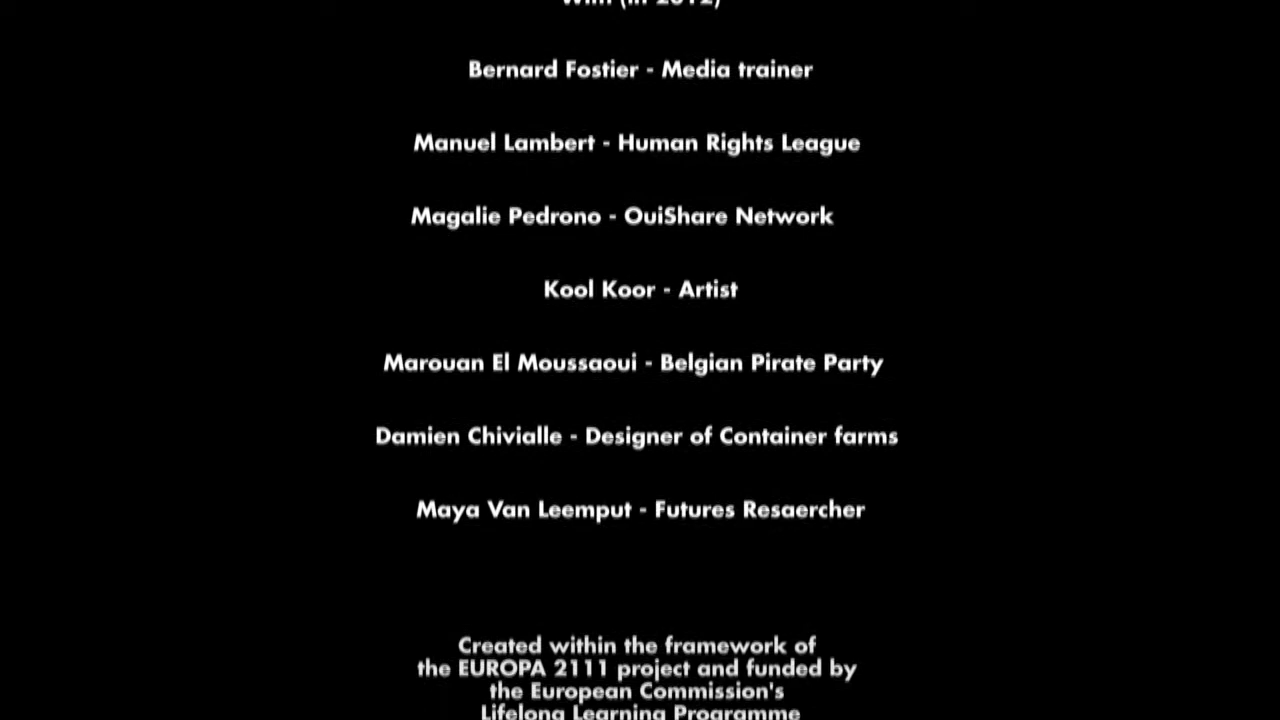 (in 2012)
Bernard Fostier - Media trainer
Manuel Lambert - Human Rights League
Magalie Pedrono - OuiShare Network
Kool Koor - Artist
Marouan El Moussaoui - Belgian Pirate Party
Damien Chivialle - Designer of Container farms
Maya Van Leemput - Futures Resaercher
Created within the framework of
the EUROPA 2111 project and funded by
the European Commission's
Lifelong Learning Programme